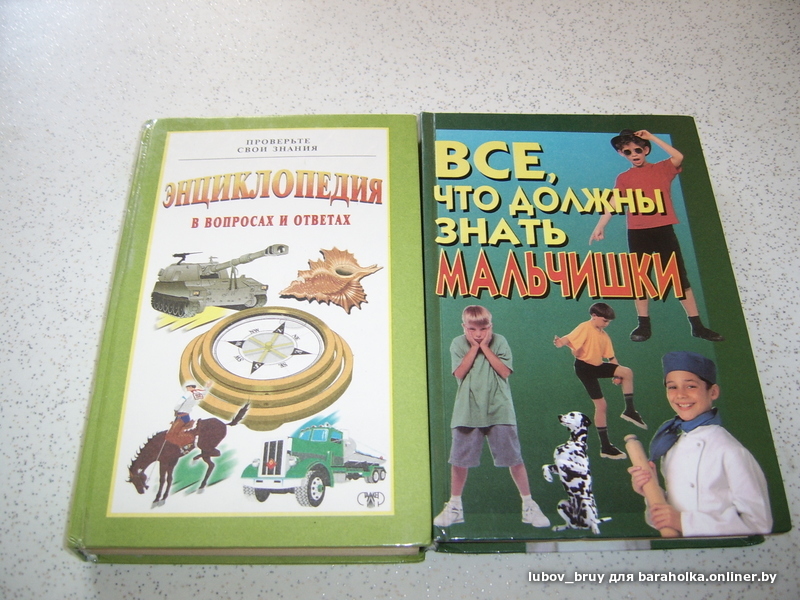 ПРОВЕРЬТЕ
СВОИ ЗНАНИЯ
ЭНЦИКЛОПЕДИЯ
В ВОПРОСАХ И ОТВЕТАХ
ВСЕ,
ЧТО ДОЛЖНЫ
ЗНАТЬ
МАЛЬЧИШКИ
lubov_bruy для baraholka.onliner.by